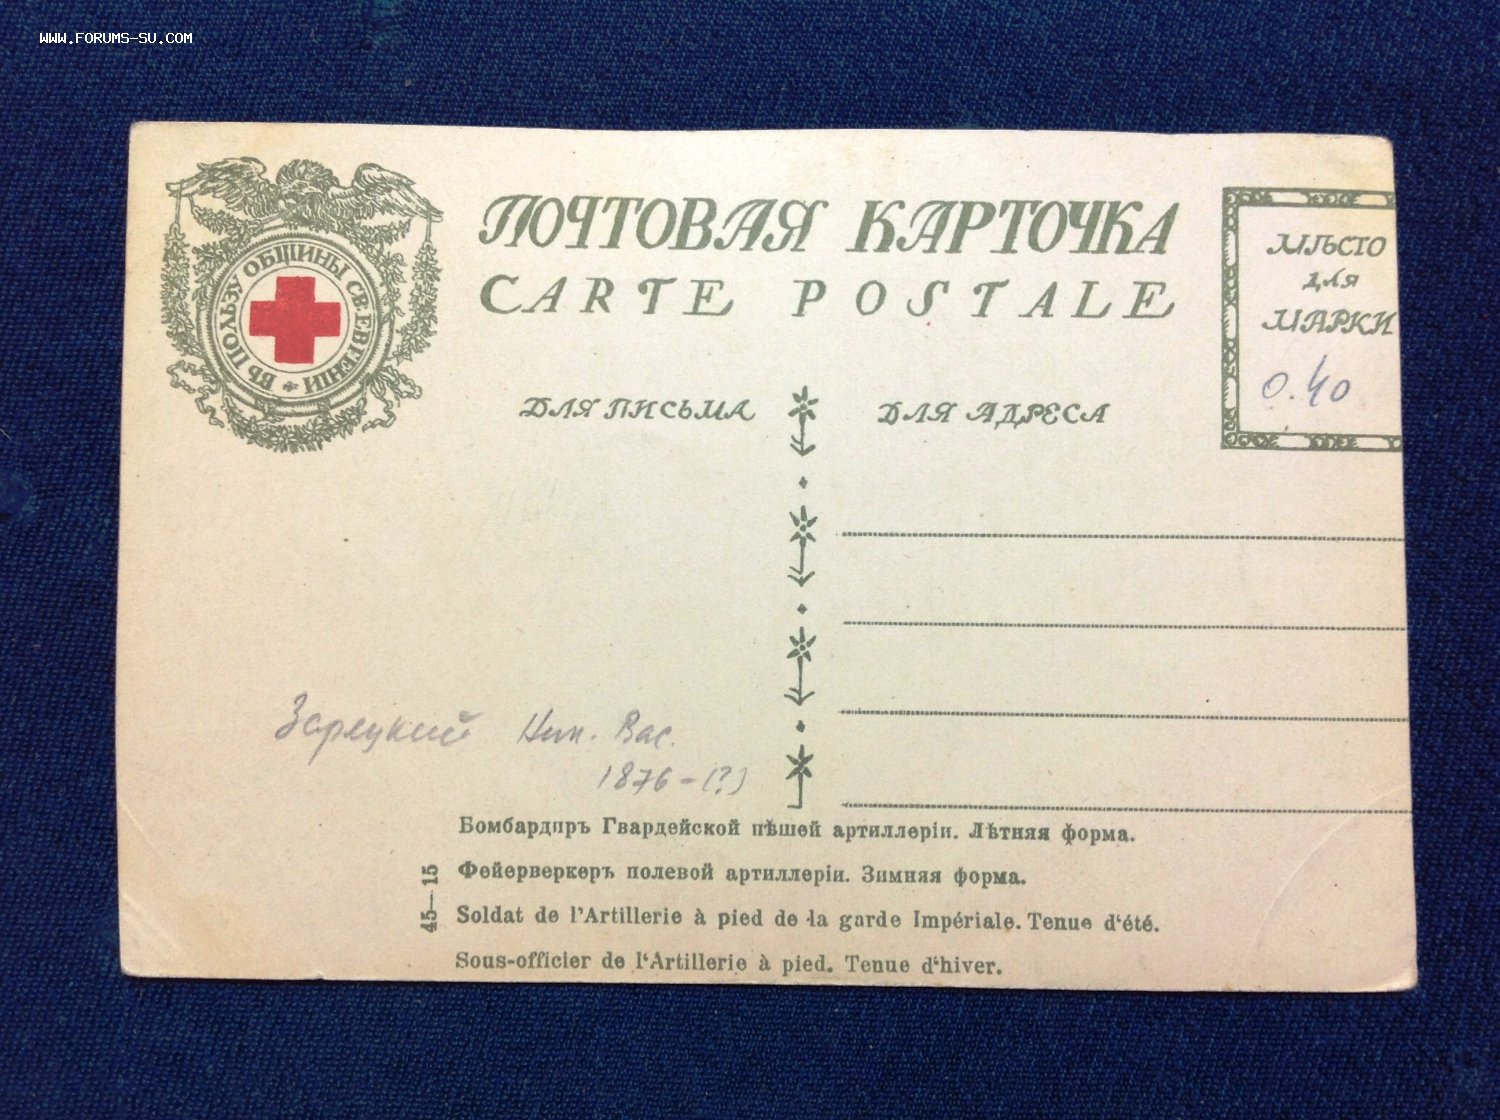 WWW.FORUMS-SU.COM
ВЪ ПОЛЬЗУ ОБЩИНЫ СВ. ЕВГЕНІИ
ПОЧТОВАЯ КАРТОЧКА
CARTE POSTALE
МѢСТО
ДЛЯ
МАРКИ
0.40
ДЛЯ ПИСЬМА
ДЛЯ АДРЕСА
Зарецкий Ник. Вас.
1876 – (?)
Бомбардиръ Гвардейской пѣшей артиллеріи. Лѣтняя форма.
Фейерверкеръ полевой артиллеріи. Зимняя форма.
45—15
Soldat de l'Artillerie à pied de la garde Impériale. Tenue d'été.
Sous-officier de l'Artillerie à pied. Tenue d'hiver.